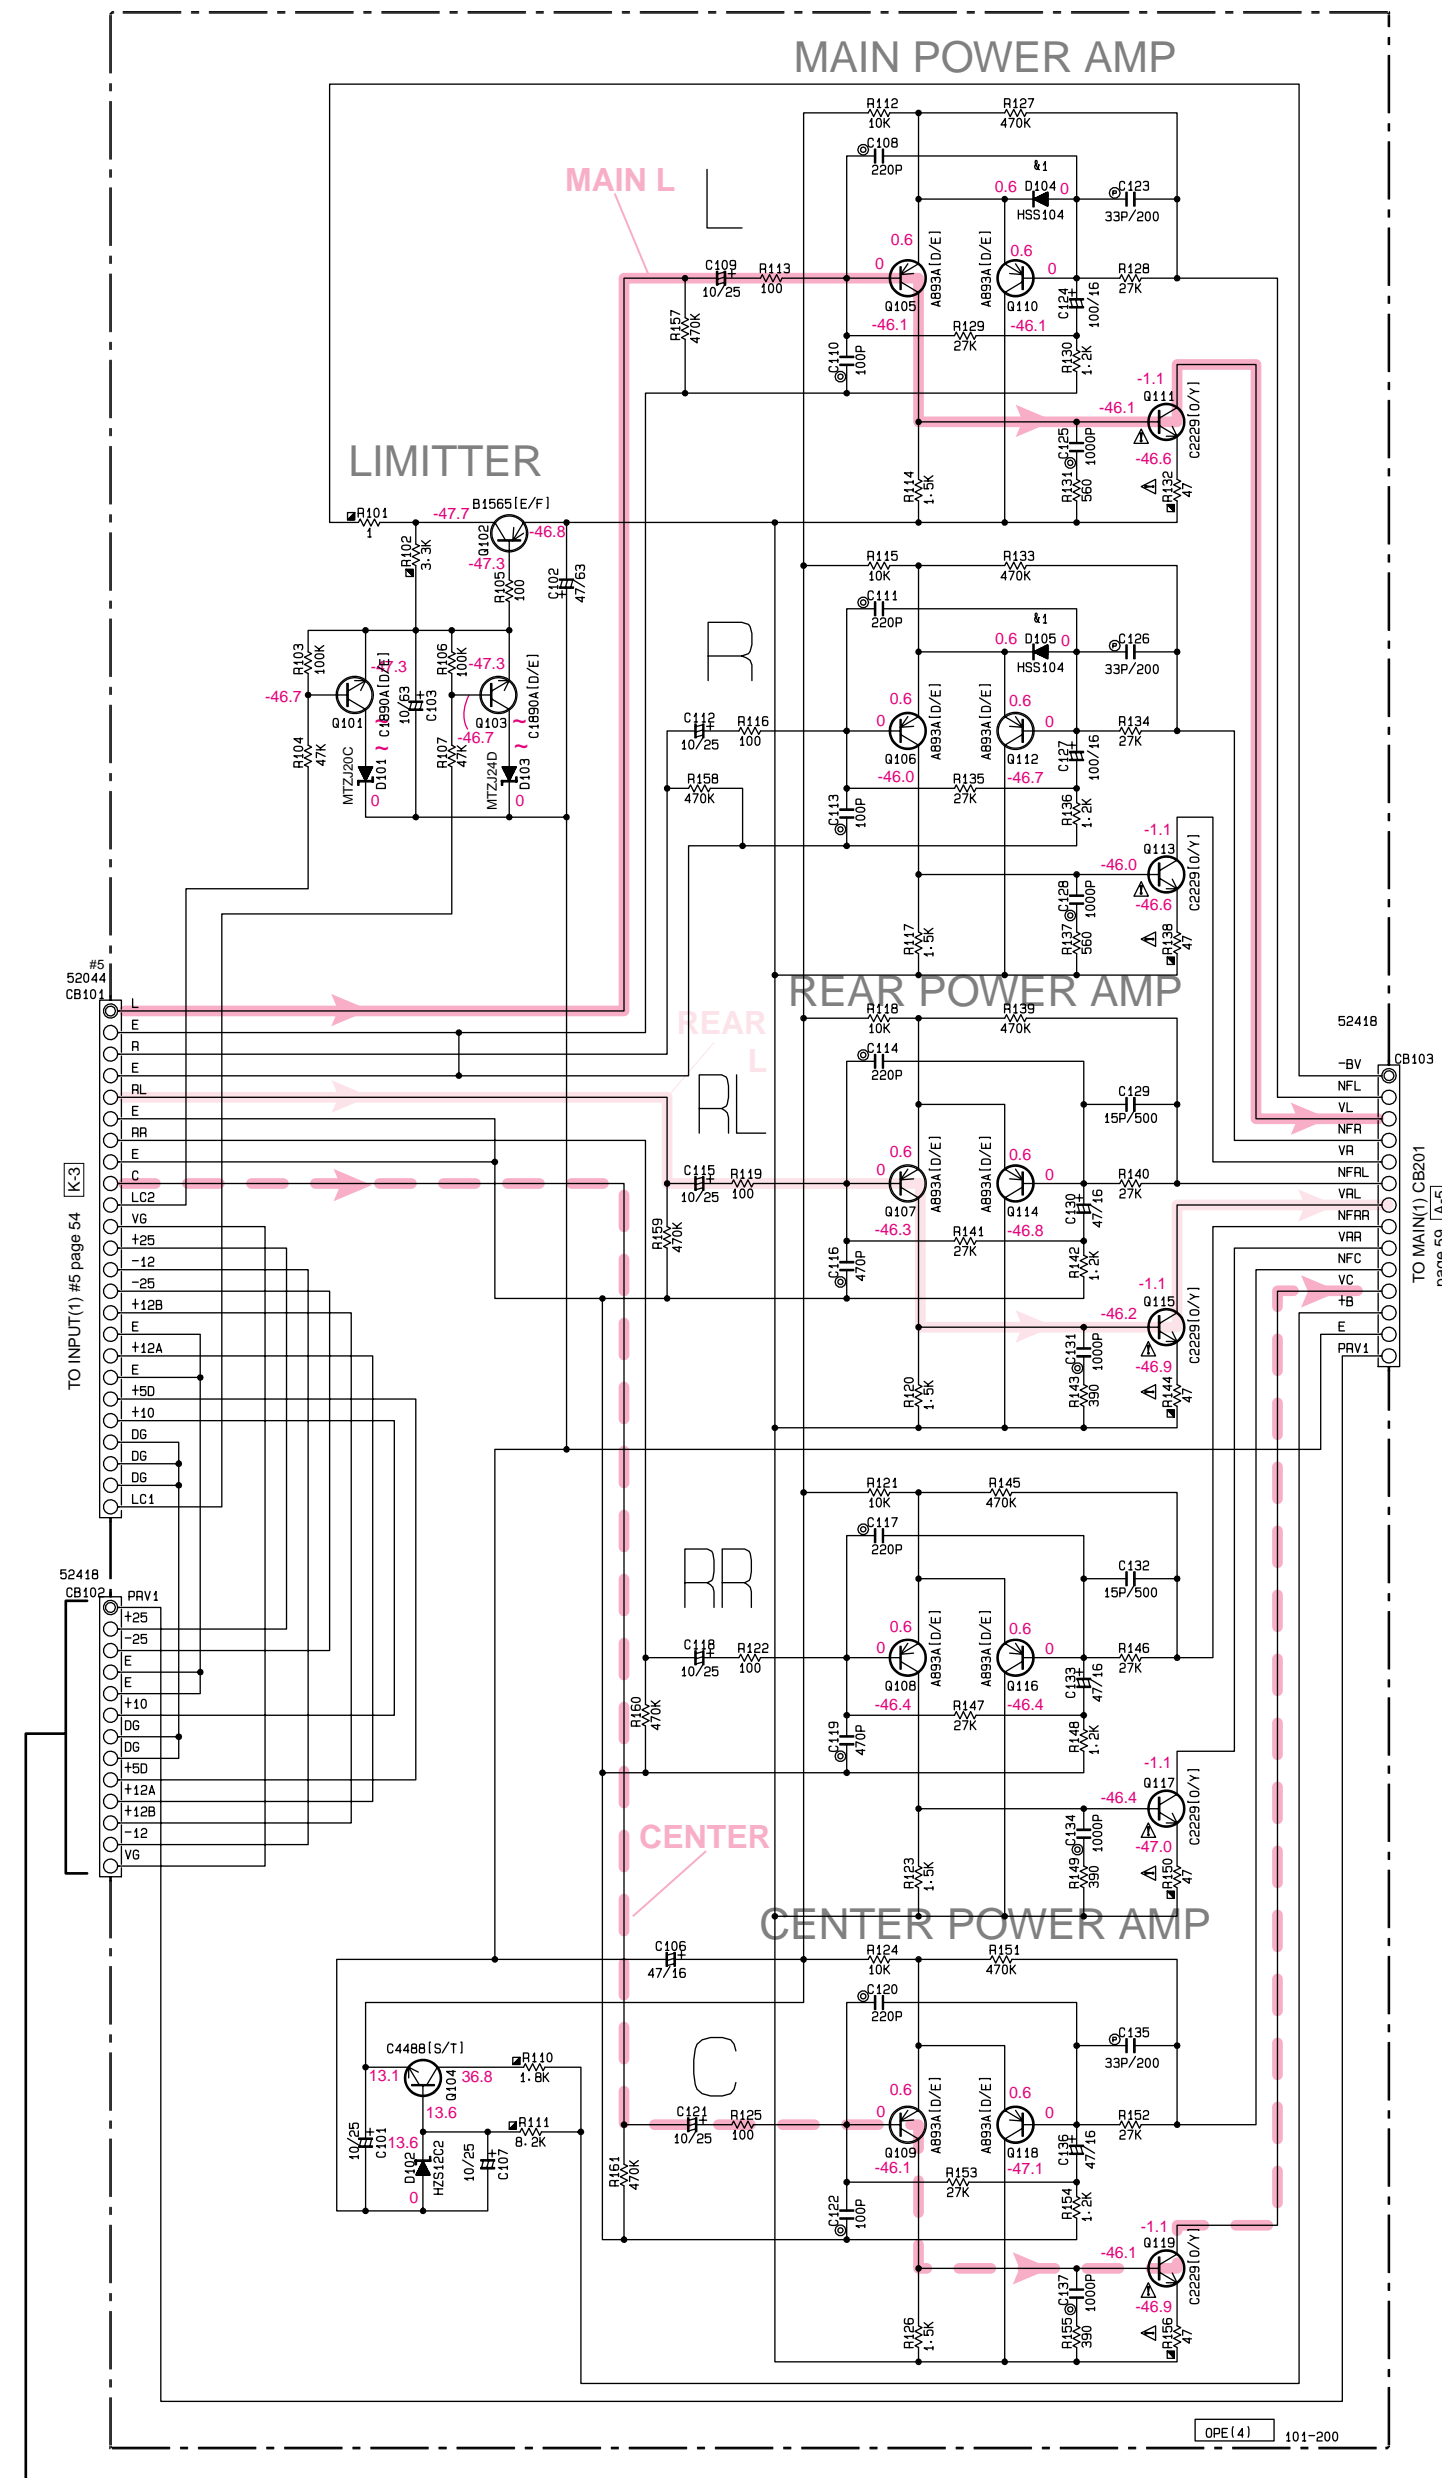 MAIN POWER AMP
R112
10K
R127
470K
C108
220P
&1
MAIN L
L
0.6
D104
0
HSS104
C123
33P/200
0.6
0
A893A[D/E]
A893A[D/E]
0.6
0
C109
10/25
R113
100
Q105
Q110
R128
27K
C124
100/16
R157
470K
-46.1
R129
27K
-46.1
C110
100P
R130
1.2K
-1.1
Q111
-46.1
C2229[O/Y]
C125
1000P
-46.6
LIMITTER
R114
1.5K
R131
560
R132
47
B1565[E/F]
R101
1
-47.7
-46.8
Q102
R102
3.3K
-47.3
R105
100
C102
47/63
R115
10K
R133
470K
C111
220P
&1
R
0.6
D105
0
HSS104
C126
33P/200
R103
100K
-47.3
R106
100K
-47.3
C1890A[D/E]
C1890A[D/E]
-46.7
10/63
C103
Q101
Q103
-46.7
0.6
0
A893A[D/E]
A893A[D/E]
0.6
0
C112
10/25
R116
100
Q106
Q112
R134
27K
C127
100/16
R104
47K
R107
47K
MTZJ20C
D101
MTZJ24D
D103
0
0
R158
470K
-46.0
R135
27K
-46.7
C113
100P
R136
1.2K
-1.1
Q113
-46.0
C2229[O/Y]
C128
1000P
-46.6
R117
1.5K
R137
560
R138
47
#5
52044
CB101
L
E
R
E
RL
E
RR
E
C
LC2
VG
+25
-12
-25
+12B
E
+12A
E
+5D
+10
DG
DG
DG
LC1
K-3
TO INPUT(1) #5 page 54
REAR POWER AMP
REAR
L
R118
10K
R139
470K
C114
220P
RL
C129
15P/500
0.6
0
A893A[D/E]
A893A[D/E]
0.6
0
C115
10/25
R119
100
Q107
Q114
R140
27K
C130
47/16
R159
470K
-46.3
R141
27K
-46.8
C116
470P
R142
1.2K
-1.1
Q115
-46.2
C2229[O/Y]
C131
1000P
-46.9
R120
1.5K
R143
390
R144
47
52418
CB103
-BV
NFL
VL
NFR
VR
NFRL
VRL
NFRR
VRR
NFC
VC
+B
E
PRV1
TO MAIN(1) CB201
page 59
A-5
R121
10K
R145
470K
C117
220P
RR
C132
15P/500
0.6
0
A893A[D/E]
A893A[D/E]
0.6
0
C118
10/25
R122
100
Q108
Q116
R146
27K
C133
47/16
R160
470K
-46.4
R147
27K
-46.4
C119
470P
R148
1.2K
-1.1
Q117
-46.4
C2229[O/Y]
C134
1000P
-47.0
R123
1.5K
R149
390
R150
47
52418
CB102
PRV1
+25
-25
E
E
+10
DG
DG
+5D
+12A
+12B
-12
VG
CENTER
CENTER POWER AMP
C106
47/16
R124
10K
R151
470K
C120
220P
C
C135
33P/200
C4488[S/T]
13.1
36.8
Q104
R110
1.8K
13.6
R111
8.2K
10/25
C101
13.6
D102
HZS12C2
0
10/25
C107
0.6
0
A893A[D/E]
A893A[D/E]
0.6
0
C121
10/25
R125
100
Q109
Q118
R152
27K
C136
47/16
R161
470K
-46.1
R153
27K
-47.1
C122
100P
R154
1.2K
-1.1
Q119
-46.1
C2229[O/Y]
C137
1000P
-46.9
R126
1.5K
R155
390
R156
47
OPE(4)
101-200